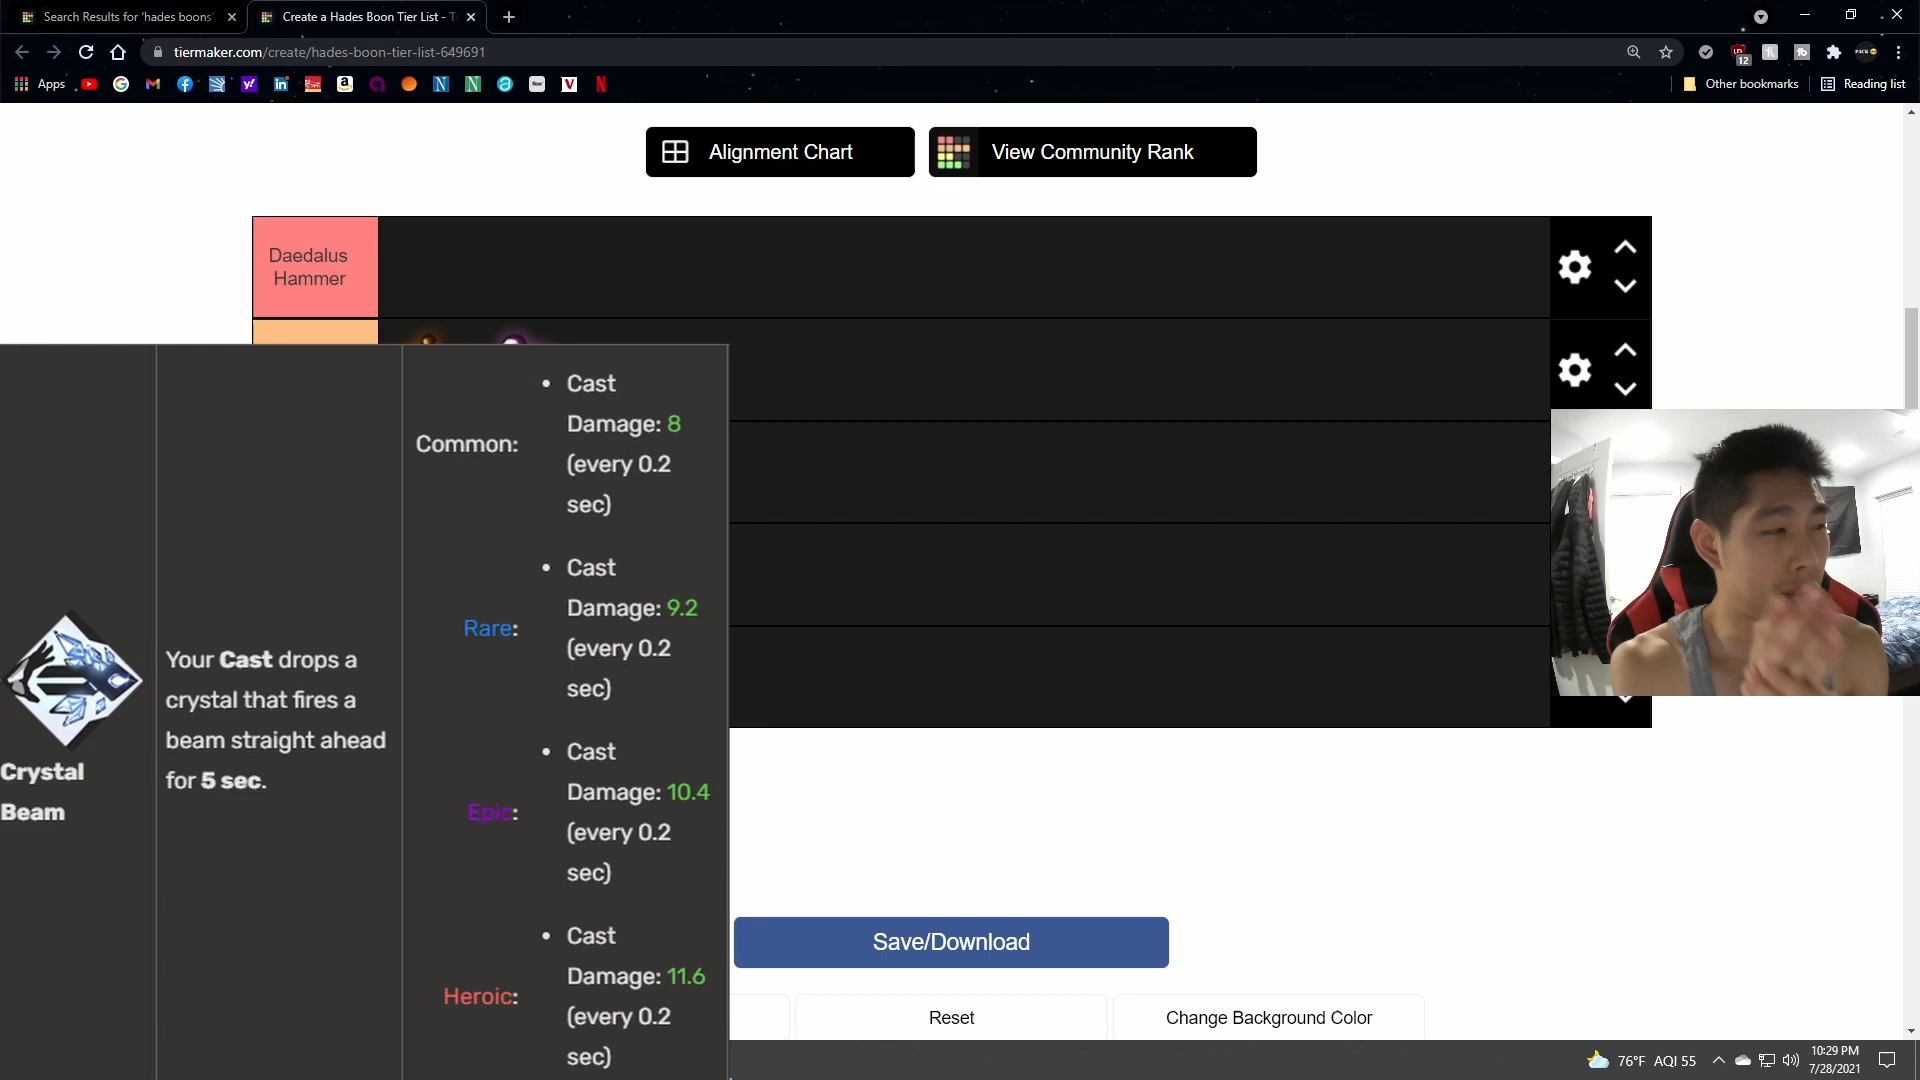 Search Results for 'hades boons'
Create a Hades Boon Tier List - T
tiermaker.com/create/hades-boon-tier-list-649691
12
Apps
Other bookmarks
Reading list
Alignment Chart
View Community Rank
Daedalus
Hammer
Crystal
Beam
Your Cast drops a
crystal that fires a
beam straight ahead
for 5 sec.
Common:
• Cast
Damage: 8
(every 0.2
sec)
Rare:
• Cast
Damage: 9.2
(every 0.2
sec)
Epic:
• Cast
Damage: 10.4
(every 0.2
sec)
Heroic:
• Cast
Damage: 11.6
(every 0.2
sec)
Save/Download
Reset
Change Background Color
76°F AQI 55
10:29 PM
7/28/2021